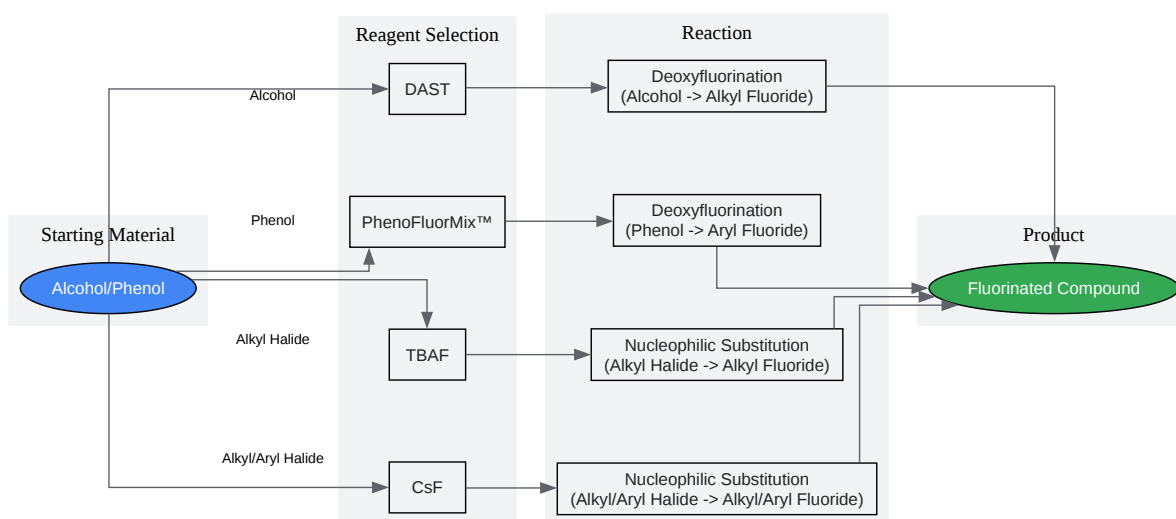 Reagent Selection
Reaction
DAST
Deoxyfluorination
(Alcohol -> Alkyl Fluoride)
Alcohol
PhenoFluorMix™
Deoxyfluorination
(Phenol -> Aryl Fluoride)
Phenol
Starting Material
Product
Alcohol/Phenol
Fluorinated Compound
Alkyl Halide
TBAF
Nucleophilic Substitution
(Alkyl Halide -> Alkyl Fluoride)
Alkyl/Aryl Halide
CsF
Nucleophilic Substitution
(Alkyl/Aryl Halide -> Alkyl/Aryl Fluoride)